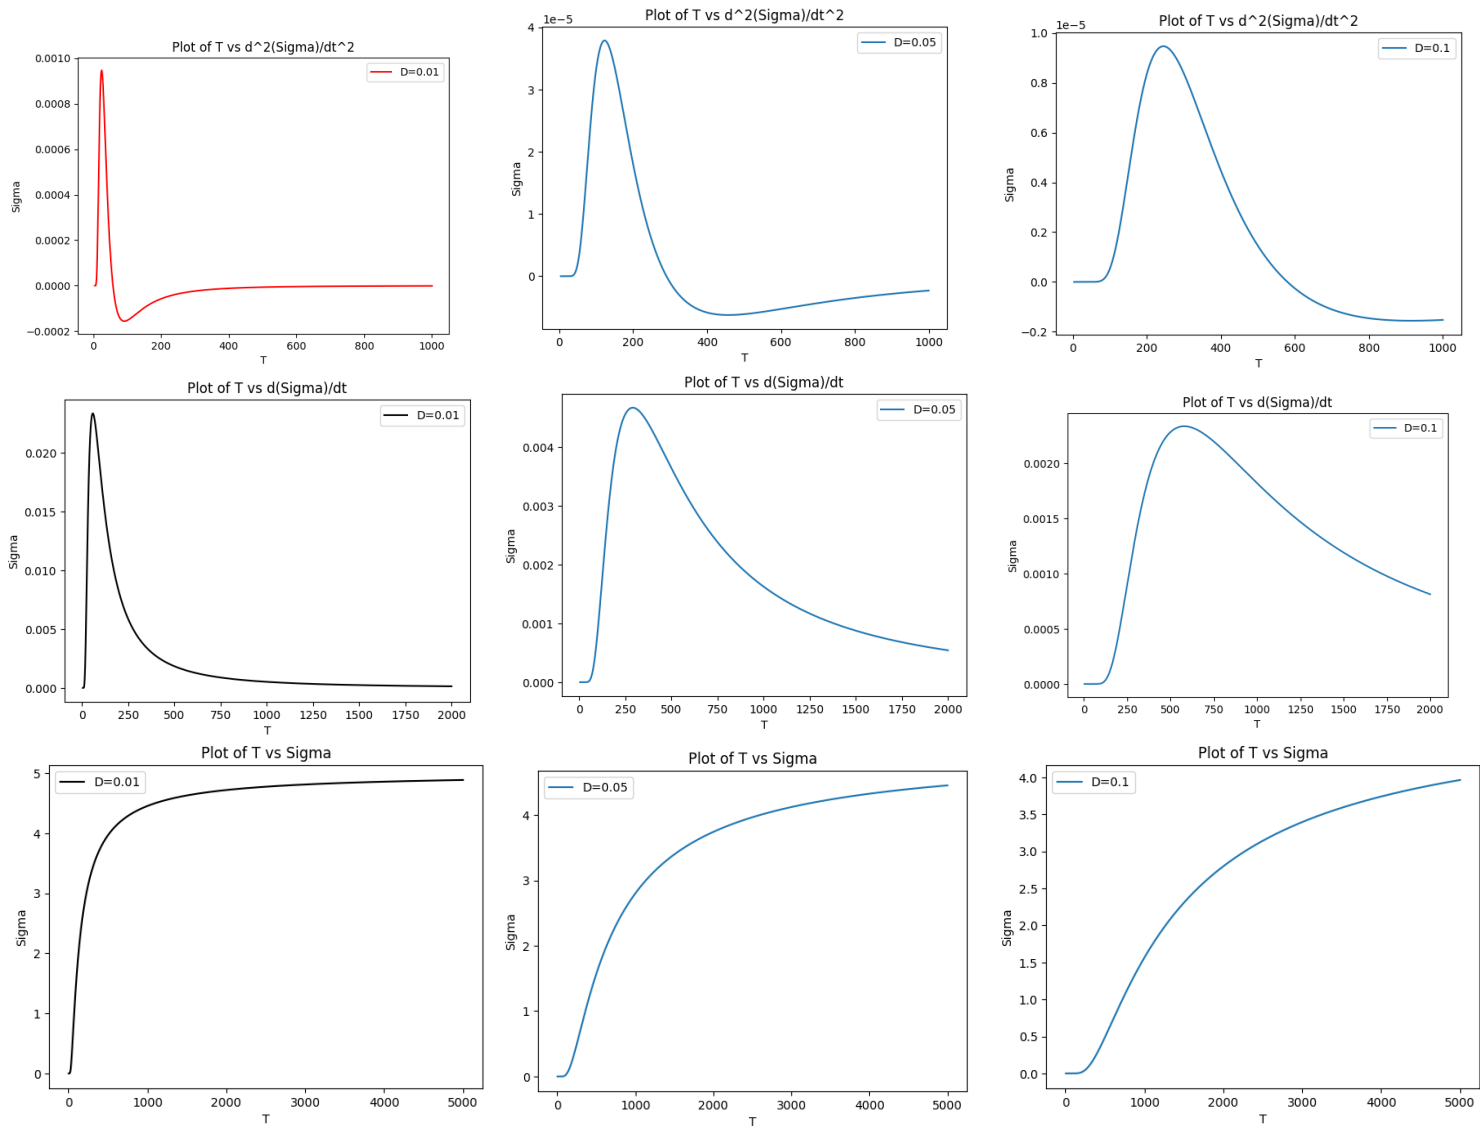 Plot of T vs d^2(Sigma)/dt^2
D=0.01
0.0010
0.0008
0.0006
0.0004
0.0002
0.0000
−0.0002
Sigma
0 200 400 600 800 1000
T
Plot of T vs d^2(Sigma)/dt^2
1e−5
D=0.05
4
3
2
1
0
Sigma
0 200 400 600 800 1000
T
Plot of T vs d^2(Sigma)/dt^2
1e−5
D=0.1
1.0
0.8
0.6
0.4
0.2
0.0
−0.2
Sigma
0 200 400 600 800 1000
T
Plot of T vs d(Sigma)/dt
D=0.01
0.020
0.015
0.010
0.005
0.000
Sigma
0 250 500 750 1000 1250 1500 1750 2000
T
Plot of T vs d(Sigma)/dt
D=0.05
0.004
0.003
0.002
0.001
0.000
Sigma
0 250 500 750 1000 1250 1500 1750 2000
T
Plot of T vs d(Sigma)/dt
D=0.1
0.0020
0.0015
0.0010
0.0005
0.0000
Sigma
0 250 500 750 1000 1250 1500 1750 2000
T
Plot of T vs Sigma
D=0.01
5
4
3
2
1
0
Sigma
0 1000 2000 3000 4000 5000
T
Plot of T vs Sigma
D=0.05
4
3
2
1
0
Sigma
0 1000 2000 3000 4000 5000
T
Plot of T vs Sigma
D=0.1
4.0
3.5
3.0
2.5
2.0
1.5
1.0
0.5
0.0
Sigma
0 1000 2000 3000 4000 5000
T